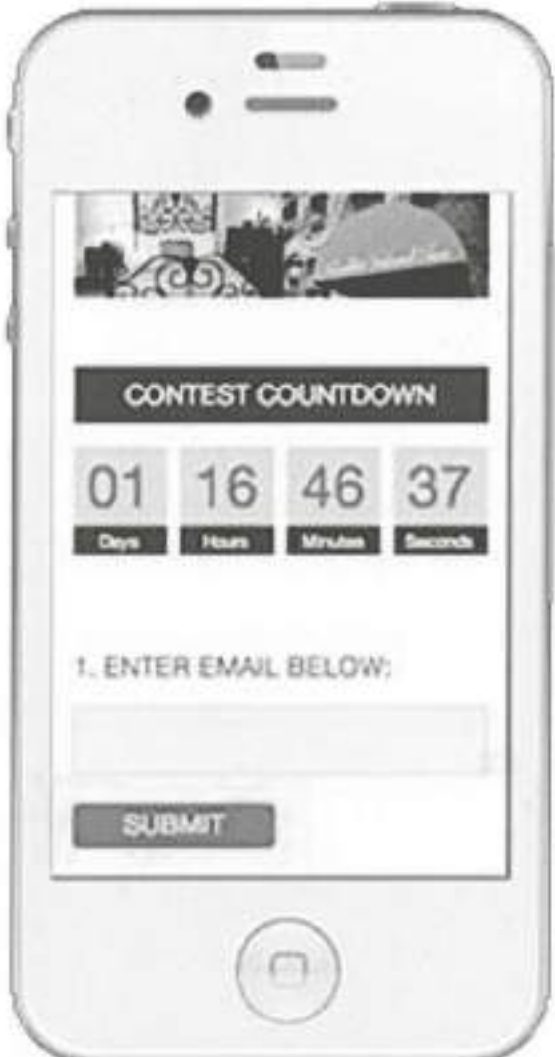 CONTEST COUNTDOWN
01 16 46 37
Days Hours Minutes Seconds
1. ENTER EMAIL BELOW:
SUBMIT